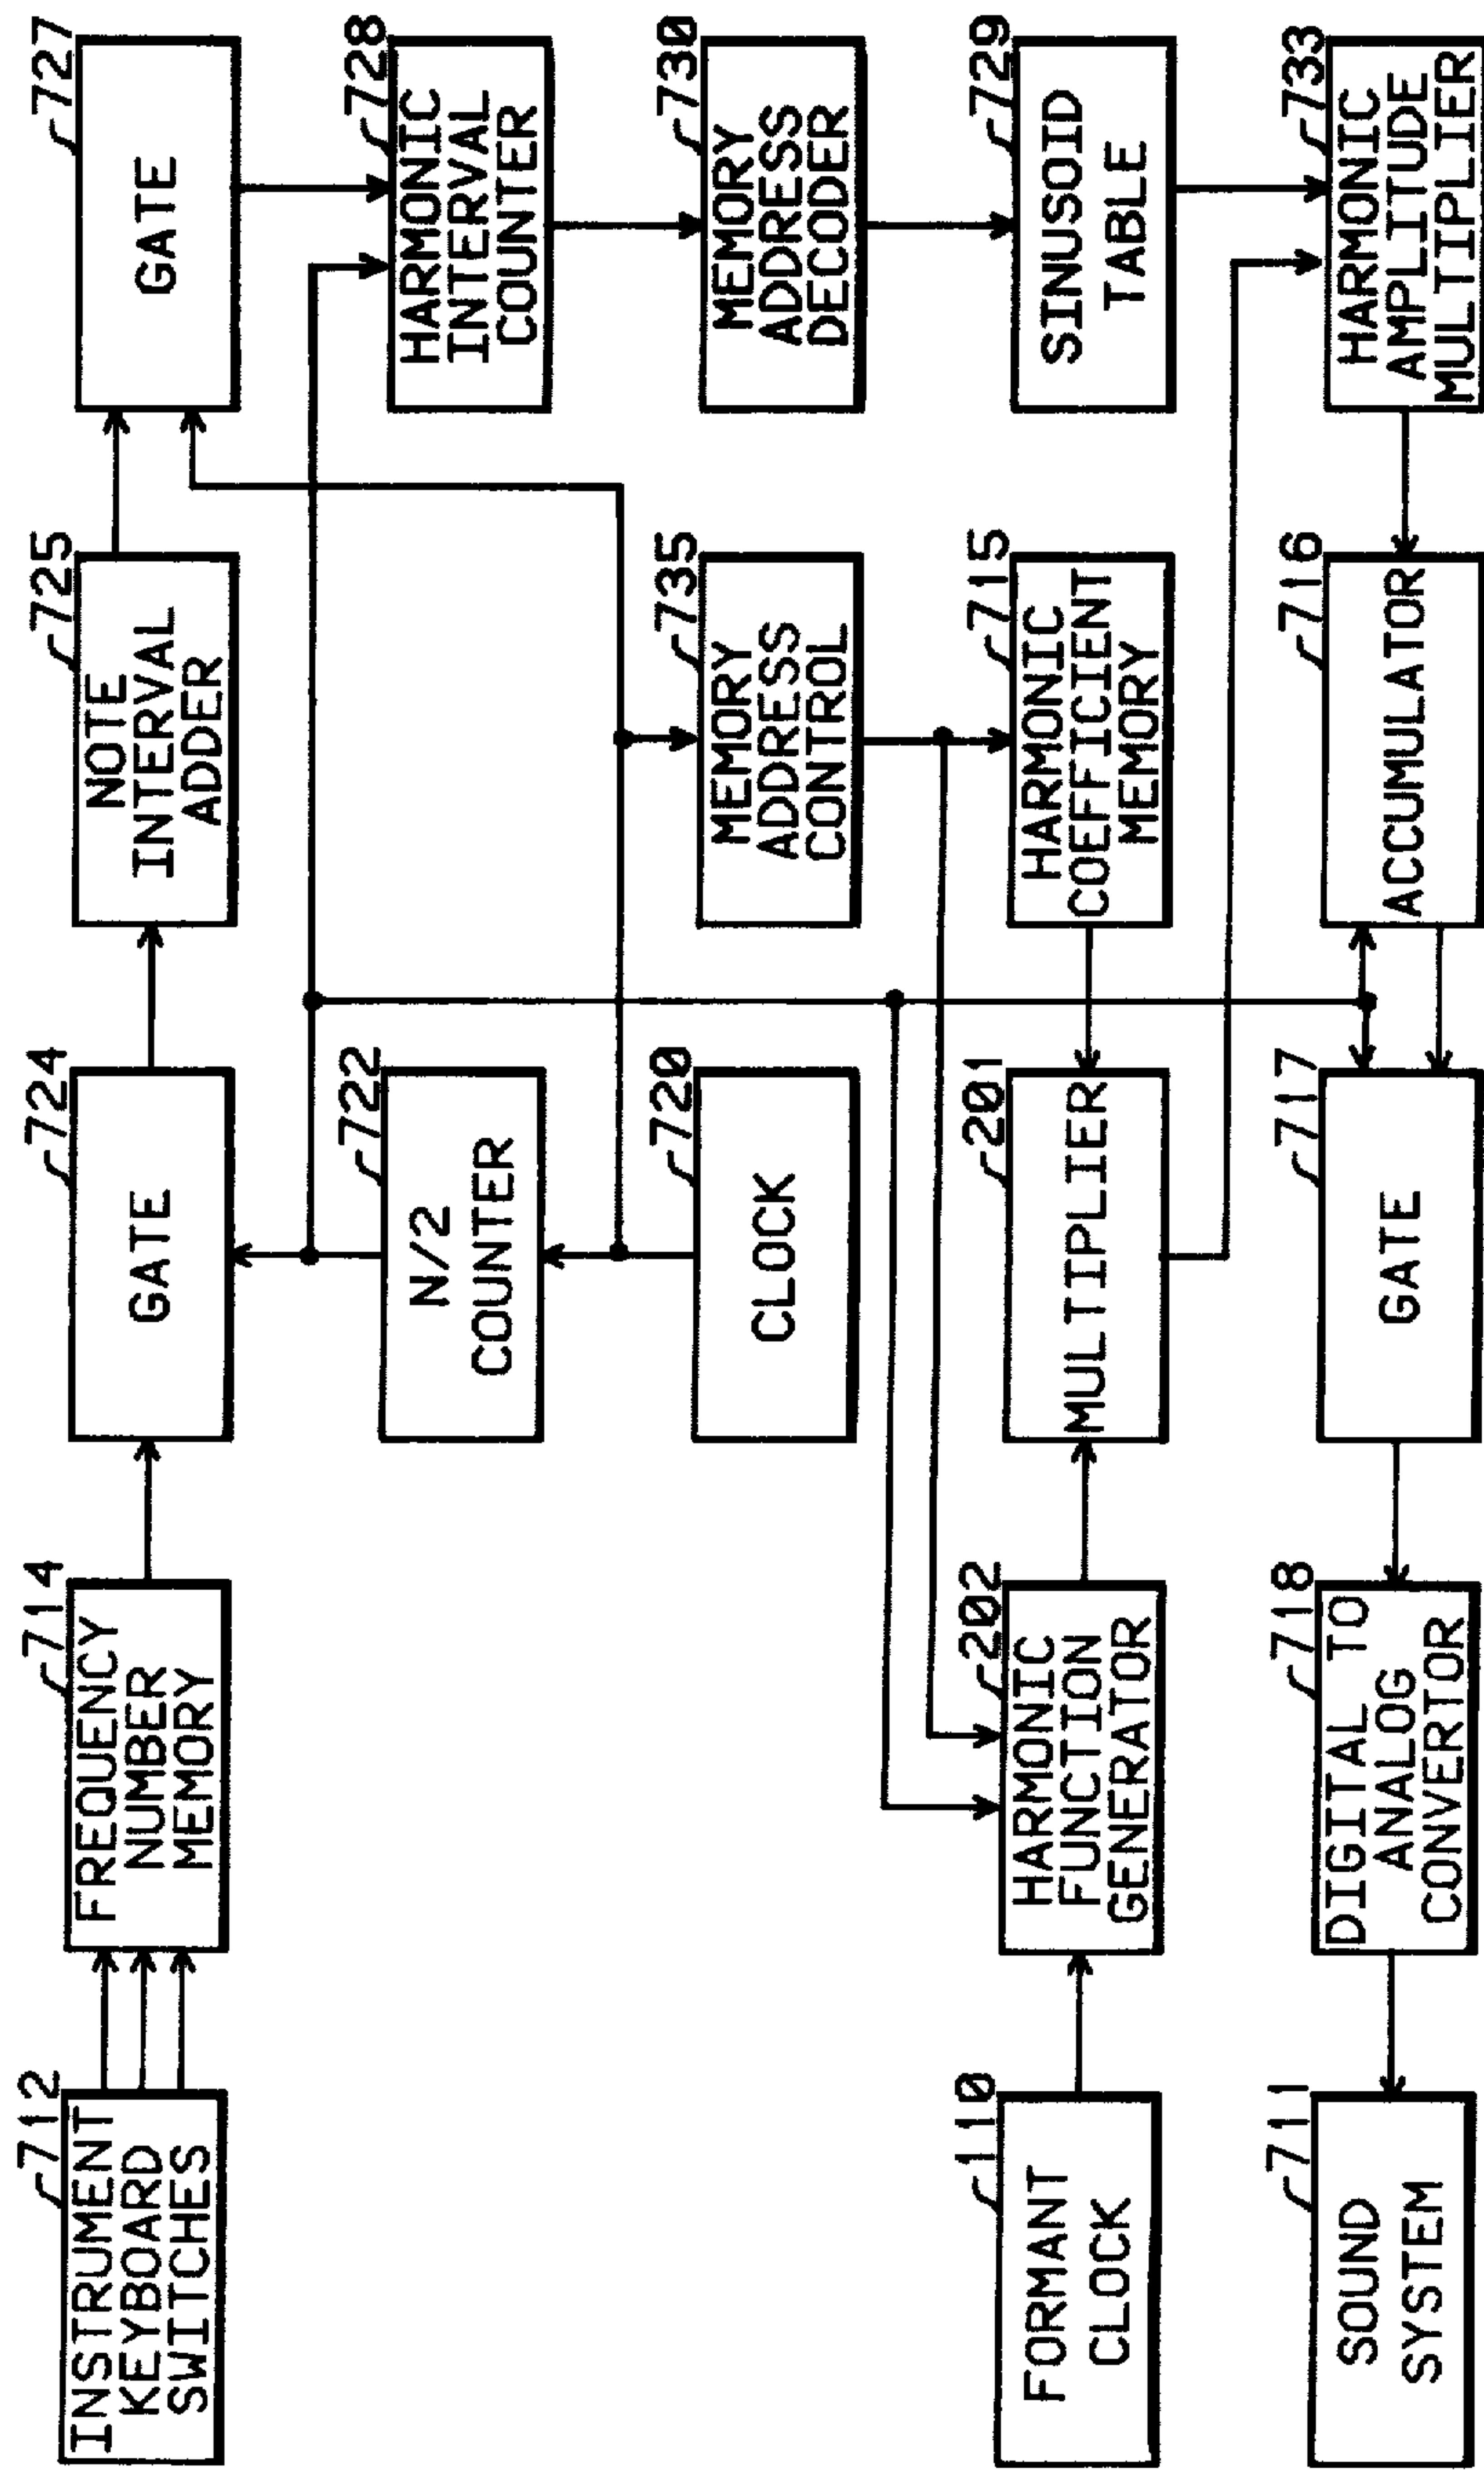 712
INSTRUMENT
KEYBOARD
SWITCHES
714
FREQUENCY
NUMBER
MEMORY
724
GATE
725
NOTE
INTERVAL
ADDER
727
GATE
722
N/2
COUNTER
728
HARMONIC
INTERVAL
COUNTER
720
CLOCK
735
MEMORY
ADDRESS
CONTROL
730
MEMORY
ADDRESS
DECODER
110
FORMANT
CLOCK
202
HARMONIC
FUNCTION
GENERATOR
201
MULTIPLIER
715
HARMONIC
COEFFICIENT
MEMORY
729
SINUSOID
TABLE
711
SOUND
SYSTEM
718
DIGITAL TO
ANALOG
CONVERTOR
717
GATE
716
ACCUMULATOR
733
HARMONIC
AMPLITUDE
MULTIPLIER